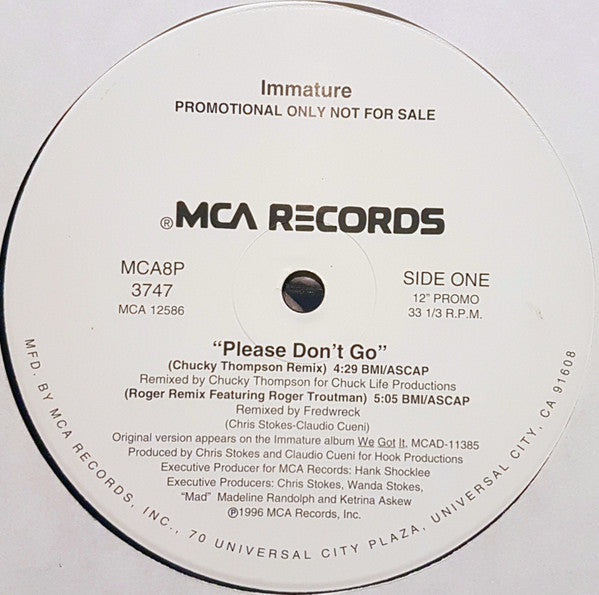 Immature
PROMOTIONAL ONLY NOT FOR SALE
®MCA RECORDS
MCA8P
3747
MCA 12586
SIDE ONE
12" PROMO
33 1/3 R.P.M.
“Please Don’t Go”
(Chucky Thompson Remix) 4:29 BMI/ASCAP
Remixed by Chucky Thompson for Chuck Life Productions
(Roger Remix Featuring Roger Troutman) 5:05 BMI/ASCAP
Remixed by Fredwreck
(Chris Stokes-Claudio Cueni)
Original version appears on the Immature album We Got It, MCAD-11385
Produced by Chris Stokes and Claudio Cueni for Hook Productions
Executive Producer for MCA Records: Hank Shocklee
Executive Producers: Chris Stokes, Wanda Stokes,
“Mad” Madeline Randolph and Ketrina Askew
℗1996 MCA Records, Inc.
MFD. BY MCA RECORDS, INC., 70 UNIVERSAL CITY PLAZA, UNIVERSAL CITY, CA 91608